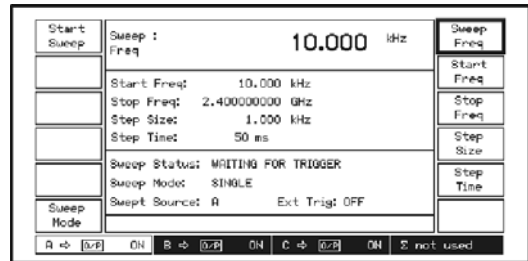 Start Sweep
Sweep : Freq
10.000 kHz
Sweep Freq
Start Freq: 10.000 kHz
Start Freq
Stop Freq: 2.400000000 GHz
Stop Freq
Step Size: 1.000 kHz
Step Time: 50 ms
Step Size
Sweep Status: WAITING FOR TRIGGER
Sweep Mode: SINGLE
Step Time
Swept Source: A Ext Trig: OFF
Sweep Mode
A ⇨ O/P ON B ⇨ O/P ON C ⇨ O/P ON Σ not used